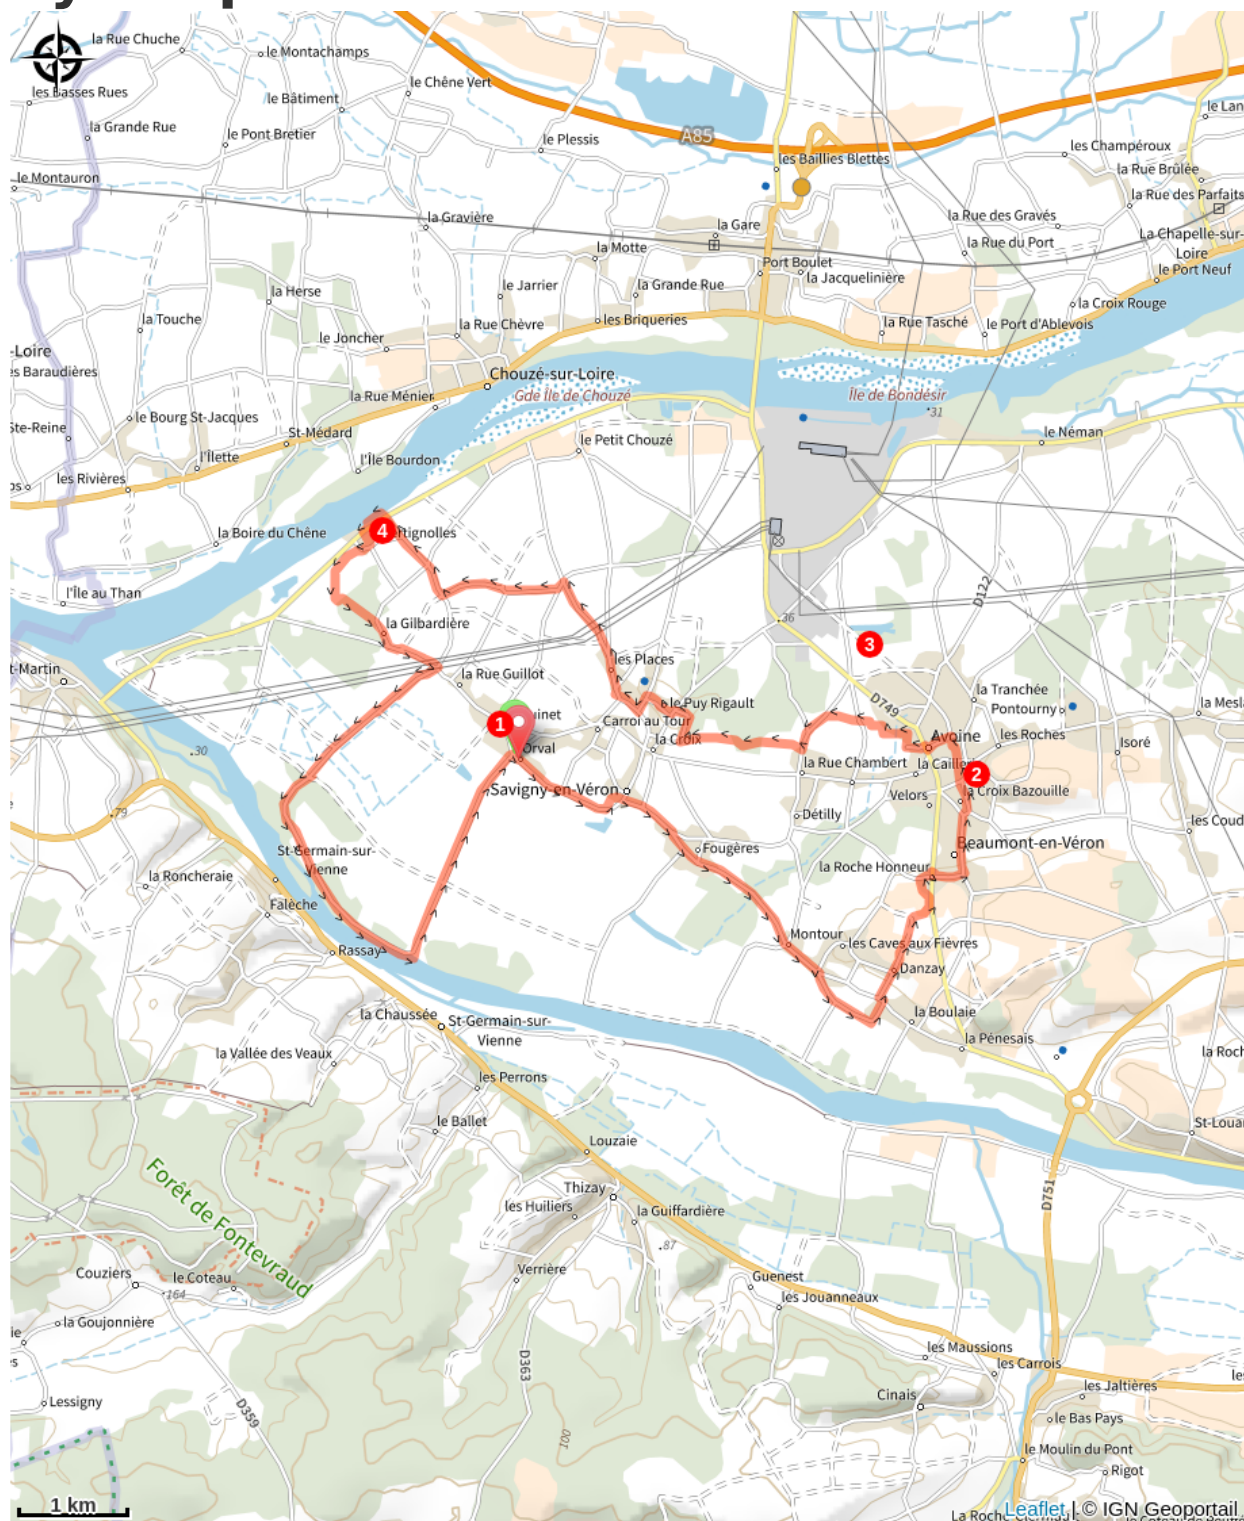 la Rue Chuche
le Montachamps
le Chêne Vert
les Basses Rues
le Bâtiment
la Grande Rue
le Pont Bretier
le Plessis
A85
les Baillies Blettes
les Champéroux
la Rue Brûlée
la Rue des Parfaits
le Montauron
la Gravière
la Gare
la Rue des Gravés
la Motte
la Rue du Port
La Chapelle-sur-
Loire
Port Boulet
la Jacquelinière
le Port Neuf
la Herse
le Jarrier
la Grande Rue
la Croix Rouge
la Touche
la Rue Chèvre
les Briqueries
la Rue Tasché
le Port d'Ablevois
le Joncher
-Loire
Baraudières
Chouzé-sur-Loire
Gde Île de Chouzé
Île de Bondésir
la Rue Ménier
31
le Bourg St-Jacques
Ste-Reine
St-Médard
le Petit Chouzé
le Néman
l'Îlette
l'Île Bourdon
les Rivières
la Boire du Chêne
4
l'Île au Than
D122
la Gilbardière
36
3
t-Martin
la Rue Guillot
les Places
le Puy Rigault
D749
la Tranchée
Pontourny
1
Carroi au Tour
la Croix
Avoine
les Roches
Isoré
30
Orval
la Rue Chambert
2
Savigny-en-Véron
Velors
la Croix Bazouille
79
Détilly
les Coud
St-Germain-sur-
Vienne
Fougères
Beaumont-en-Véron
la Roncheraie
la Roche Honneur
Falèche
Rassay
Montour
les Caves aux Fièvres
Danzay
la Chaussée
St-Germain-sur-
Vienne
la Boulaie
la Vallée des Veaux
la Pénesais
la Roch
les Perrons
le Ballet
St-Loua
Louzaie
Forêt de Fontevraud
Thizay
D751
les Huiliers
la Guiffardière
87
Couziers
le Coteau
Verrière
Guenest
164
les Jouanneaux
la Goujonnière
les Maussions
D363
les Carrois
Lessigny
D359
Cinais
les Jaltières
le Bas Pays
100
le Moulin du Pont
Rigot
1 km
Leaflet | © IGN Geoportail